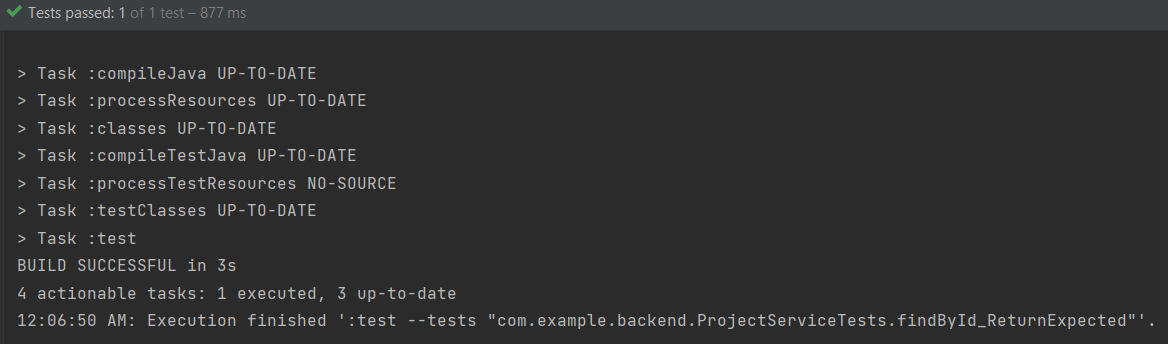 Tests passed: 1 of 1 test – 877 ms
> Task :compileJava UP-TO-DATE
> Task :processResources UP-TO-DATE
> Task :classes UP-TO-DATE
> Task :compileTestJava UP-TO-DATE
> Task :processTestResources NO-SOURCE
> Task :testClasses UP-TO-DATE
> Task :test
BUILD SUCCESSFUL in 3s
4 actionable tasks: 1 executed, 3 up-to-date
12:06:50 AM: Execution finished ':test --tests "com.example.backend.ProjectServiceTests.findById_ReturnExpected"'.